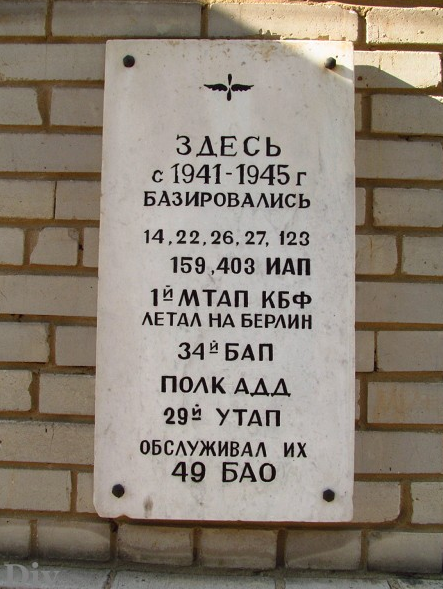 ЗДЕСЬ
с 1941-1945 г
БАЗИРОВАЛИСЬ
14, 22, 26, 27, 123
159, 403 ИАП
1й МТАП КБФ
ЛЕТАЛ НА БЕРЛИН
34й БАП
ПОЛК АДД
29й УТАП
ОБСЛУЖИВАЛ ИХ
49 БАО